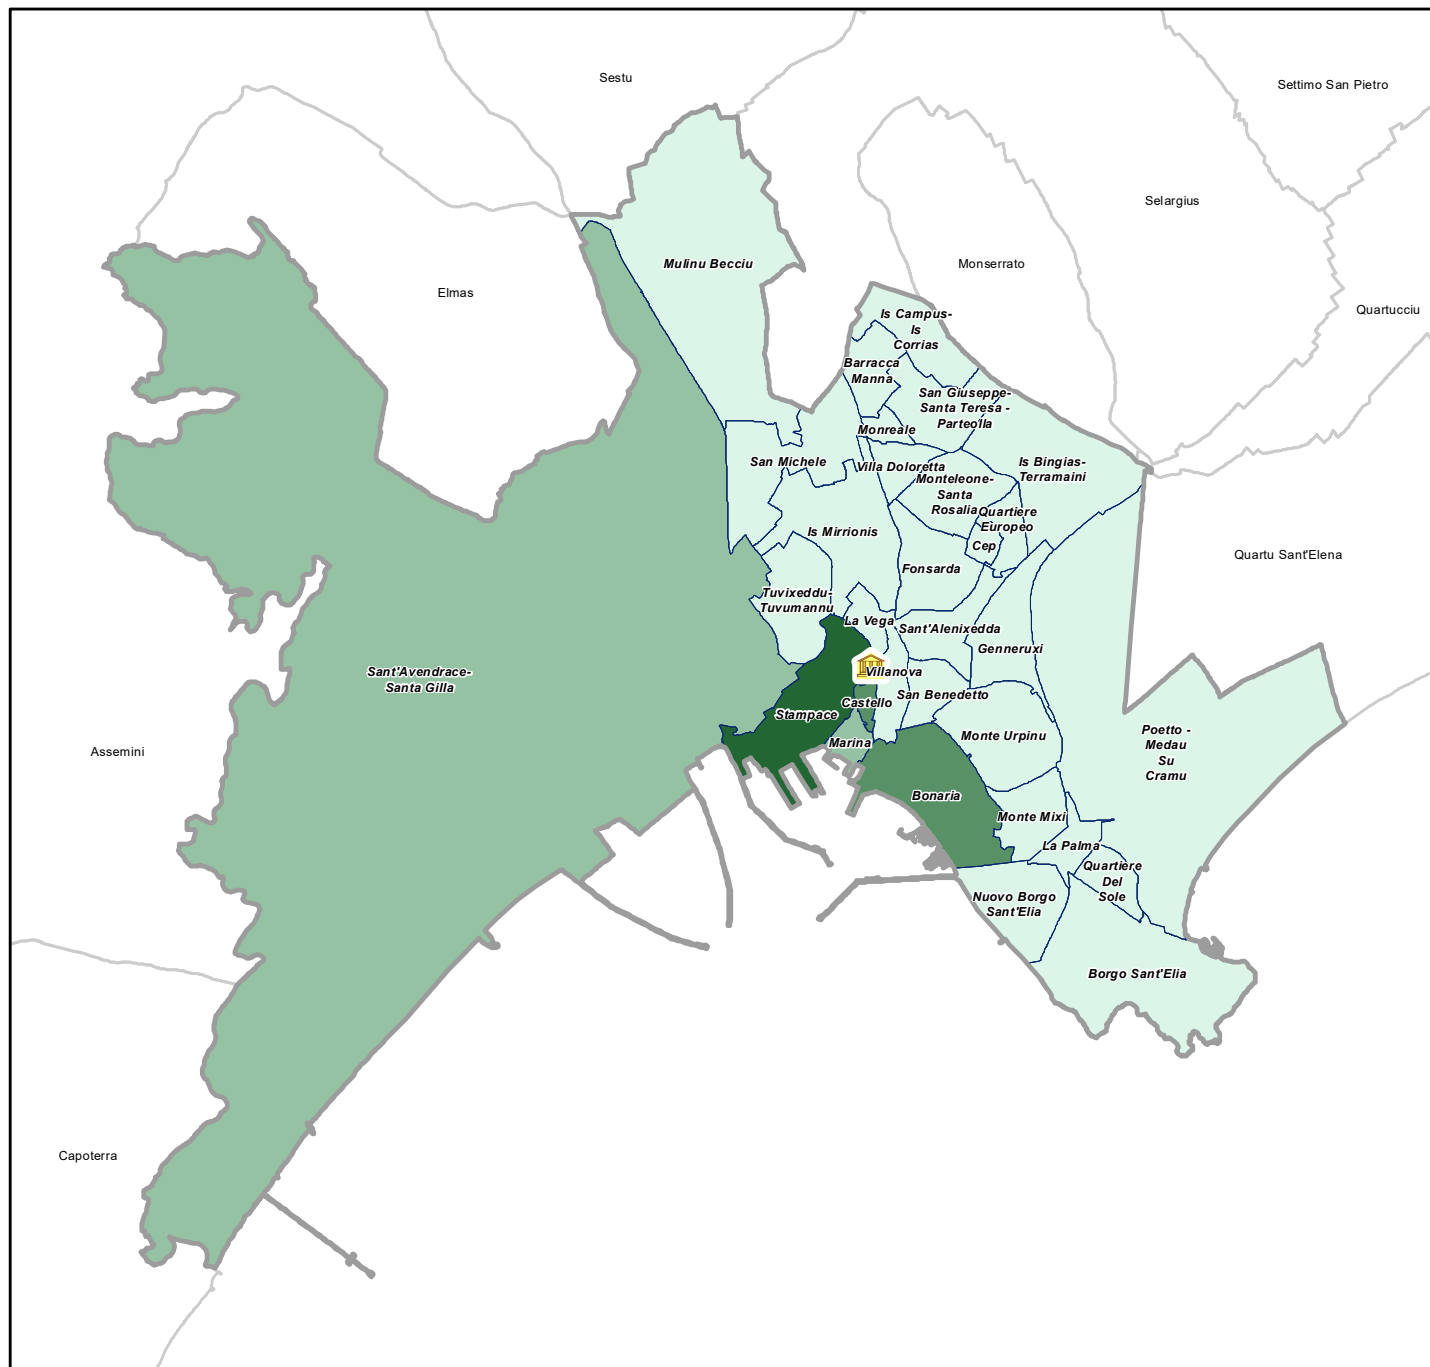 Sestu
Settimo San Pietro
Selargius
Mulinu Becciu
Monserrato
Elmas
Quartucciu
Is Campus-
Is
Corrias
Barracca
Manna
San Giuseppe-
Santa Teresa -
Parteolla
Monreale
San Michele
Villa Doloretta
Is Bingias-
Terramaini
Monteleone-
Santa
Rosalia
Quartiere
Europeo
Is Mirrionis
Cep
Quartu Sant'Elena
Fonsarda
Tuvixeddu-
Tuvumannu
La Vega
Sant'Alenixedda
Genneruxi
Sant'Avendrace-
Santa Gilla
Villanova
San Benedetto
Castello
Stampace
Marina
Monte Urpinu
Poetto -
Medau
Su
Cramu
Assemini
Bonaria
Monte Mixi
La Palma
Quartiere
Del
Sole
Nuovo Borgo
Sant'Elia
Borgo Sant'Elia
Capoterra